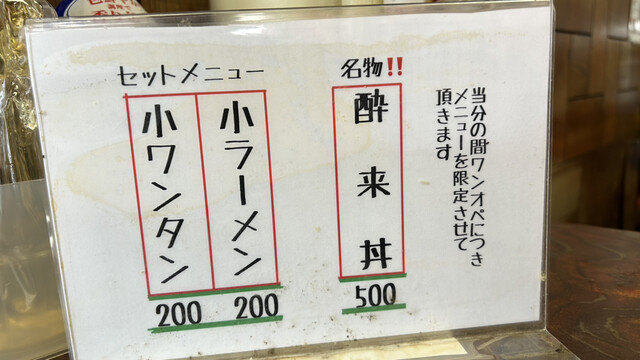 当分の間ワンオペにつき
メニューを限定させて
頂きます
名物!!
酔来丼
500
セットメニュー
小ラーメン
200
小ワンタン
200